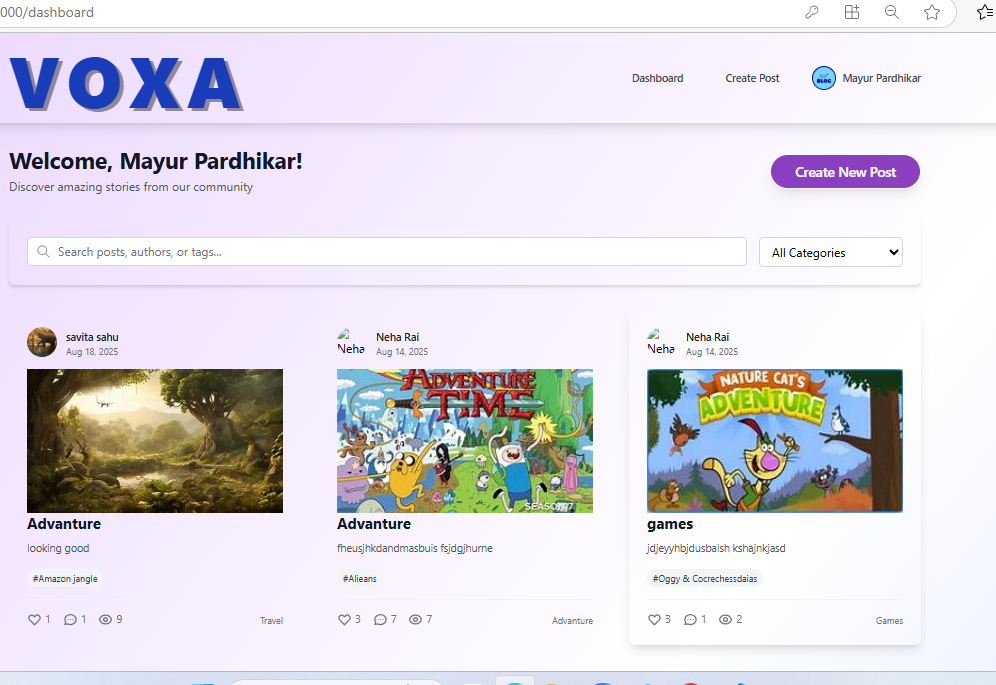 000/dashboard
VOXA
Dashboard
Create Post
BLOG
Mayur Pardhikar
Welcome, Mayur Pardhikar!
Discover amazing stories from our community
Create New Post
Search posts, authors, or tags...
All Categories
savita sahu
Aug 18, 2025
Advanture
looking good
#Amazon jangle
1
1
9
Travel
Neha
Neha Rai
Aug 14, 2025
ADVENTURE
TIME
SEASON 7
Advanture
fheusjhkdandmasbuis fsjdgjhurne
#Alieans
3
7
7
Advanture
Neha
Neha Rai
Aug 14, 2025
NATURE CAT'S
ADVENTURE
games
jdjeyyhbjdusbalsh kshajnkjasd
#Oggy & Cocrechessdaias
3
1
2
Games